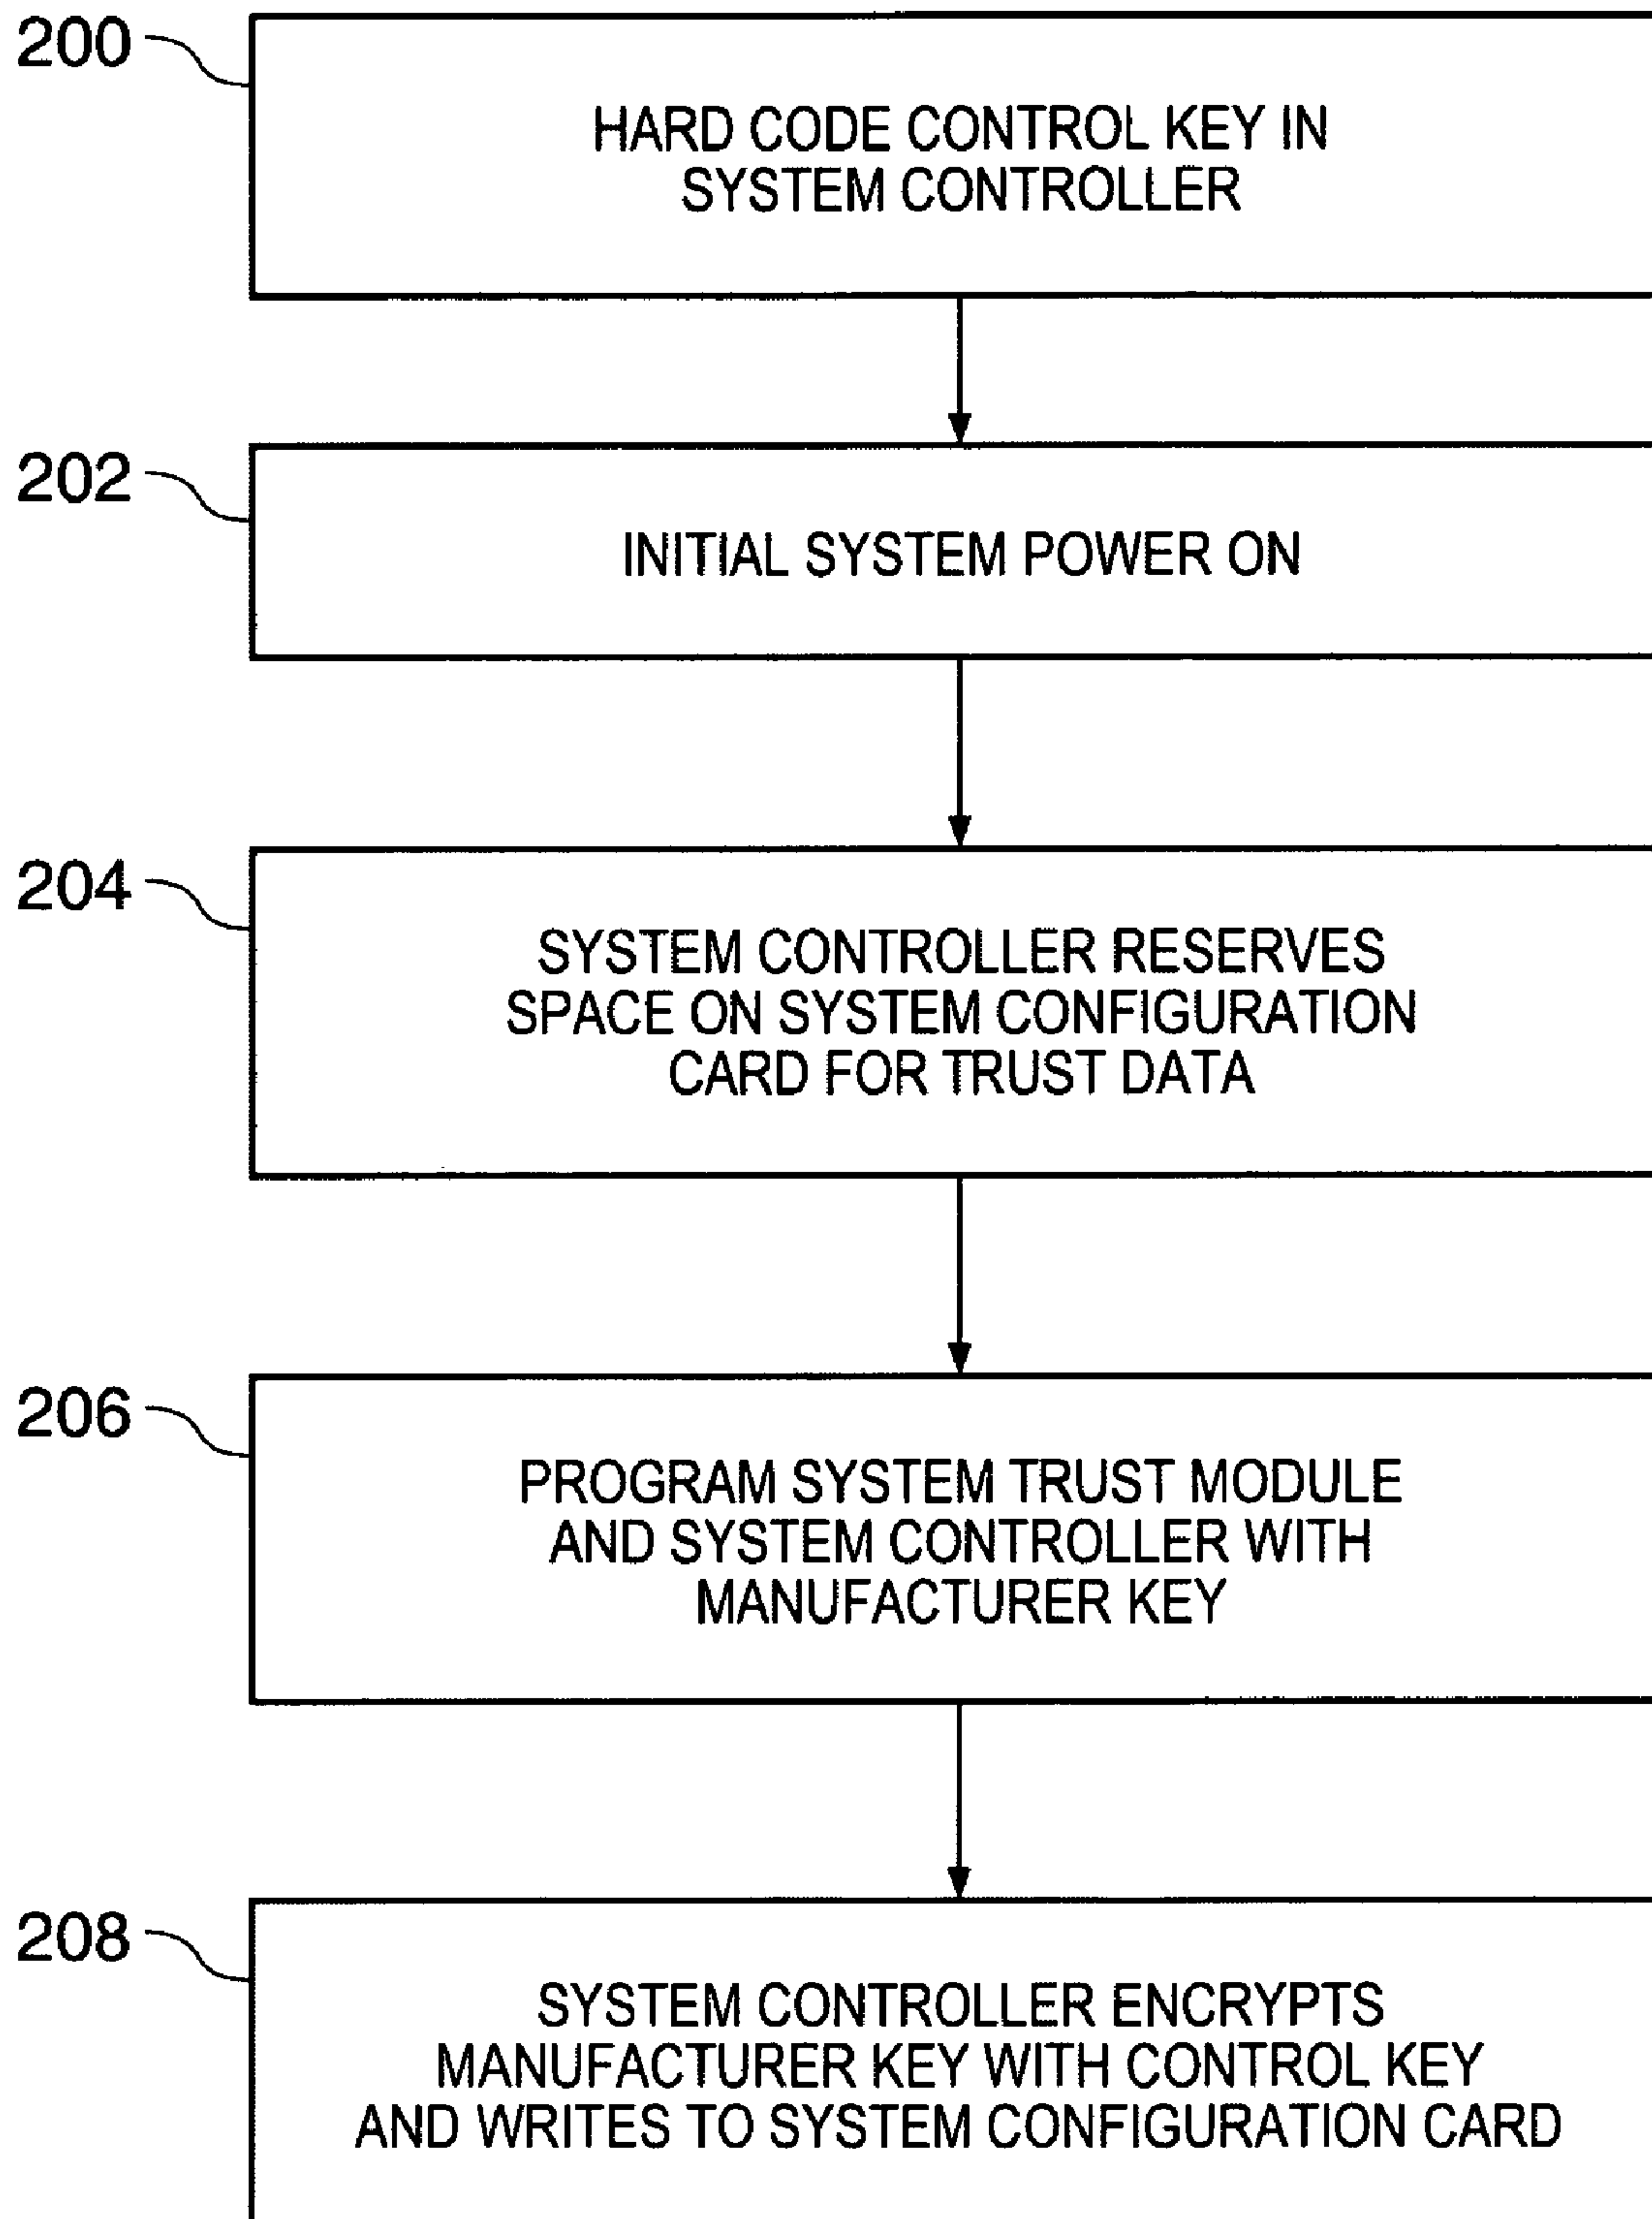 200
HARD CODE CONTROL KEY IN
SYSTEM CONTROLLER
202
INITIAL SYSTEM POWER ON
204
SYSTEM CONTROLLER RESERVES
SPACE ON SYSTEM CONFIGURATION
CARD FOR TRUST DATA
206
PROGRAM SYSTEM TRUST MODULE
AND SYSTEM CONTROLLER WITH
MANUFACTURER KEY
208
SYSTEM CONTROLLER ENCRYPTS
MANUFACTURER KEY WITH CONTROL KEY
AND WRITES TO SYSTEM CONFIGURATION CARD